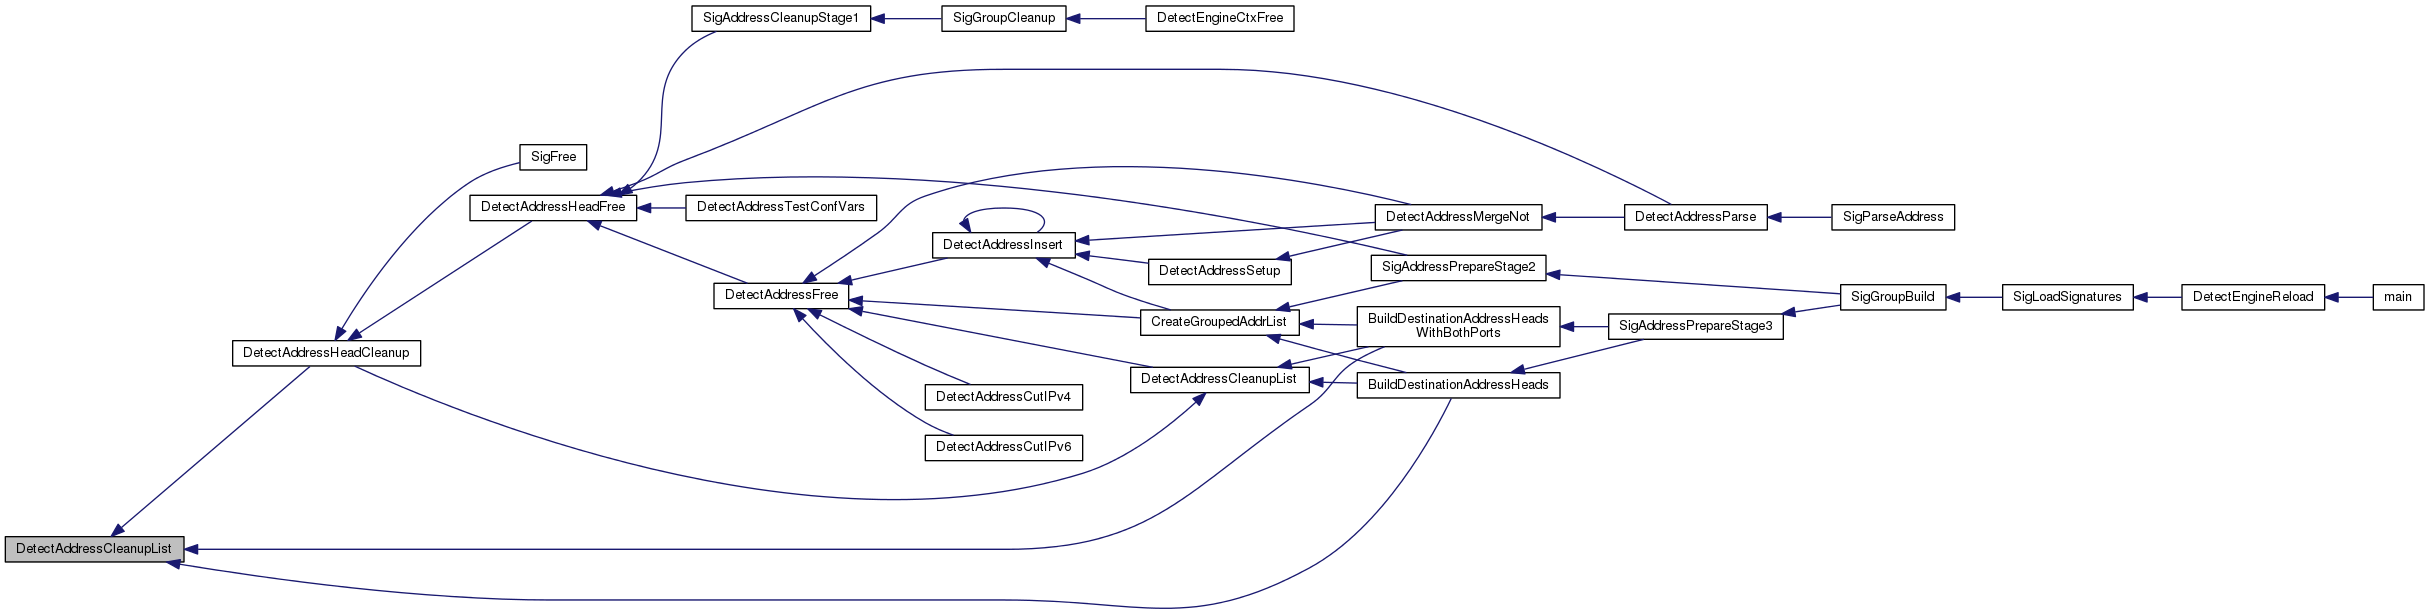 SigAddressCleanupStage1
SigGroupCleanup
DetectEngineCtxFree
SigFree
DetectAddressHeadFree
DetectAddressTestConfVars
DetectAddressMergeNot
DetectAddressParse
SigParseAddress
DetectAddressInsert
DetectAddressSetup
SigAddressPrepareStage2
DetectAddressFree
SigGroupBuild
SigLoadSignatures
DetectEngineReload
main
CreateGroupedAddrList
BuildDestinationAddressHeads
WithBothPorts
SigAddressPrepareStage3
DetectAddressHeadCleanup
DetectAddressCleanupList
BuildDestinationAddressHeads
DetectAddressCutIPv4
DetectAddressCutIPv6
DetectAddressCleanupList